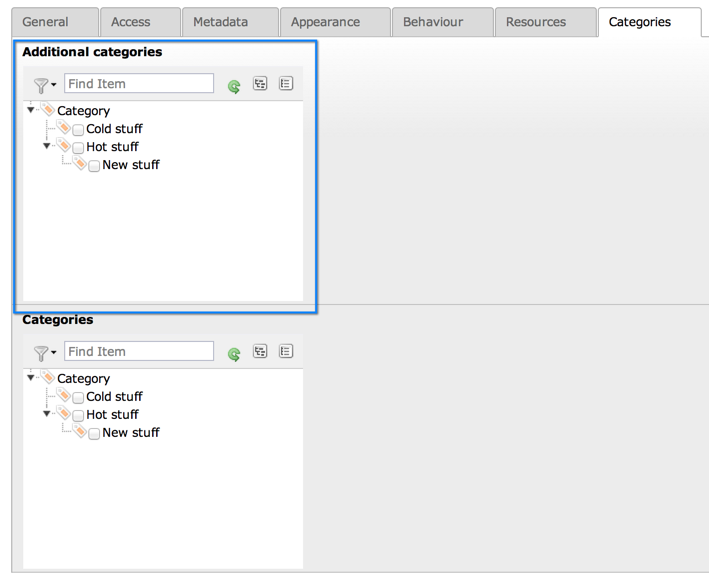 General Access Metadata Appearance Behaviour Resources Categories
Additional categories
Find Item
Category
Cold stuff
Hot stuff
New stuff
Categories
Find Item
Category
Cold stuff
Hot stuff
New stuff